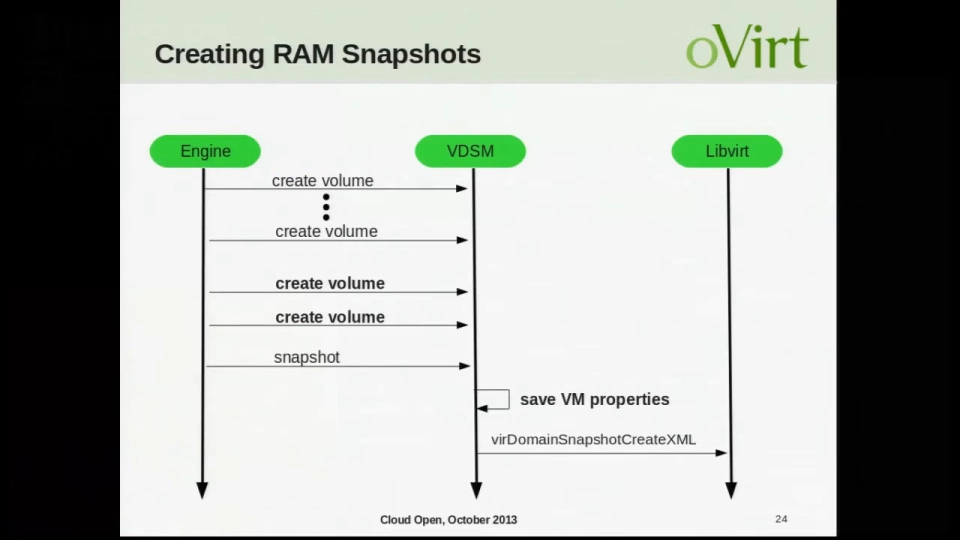 Creating RAM Snapshots
oVirt
Engine
VDSM
Libvirt
create volume
create volume
create volume
create volume
snapshot
save VM properties
virDomainSnapshotCreateXML
Cloud Open, October 2013
24